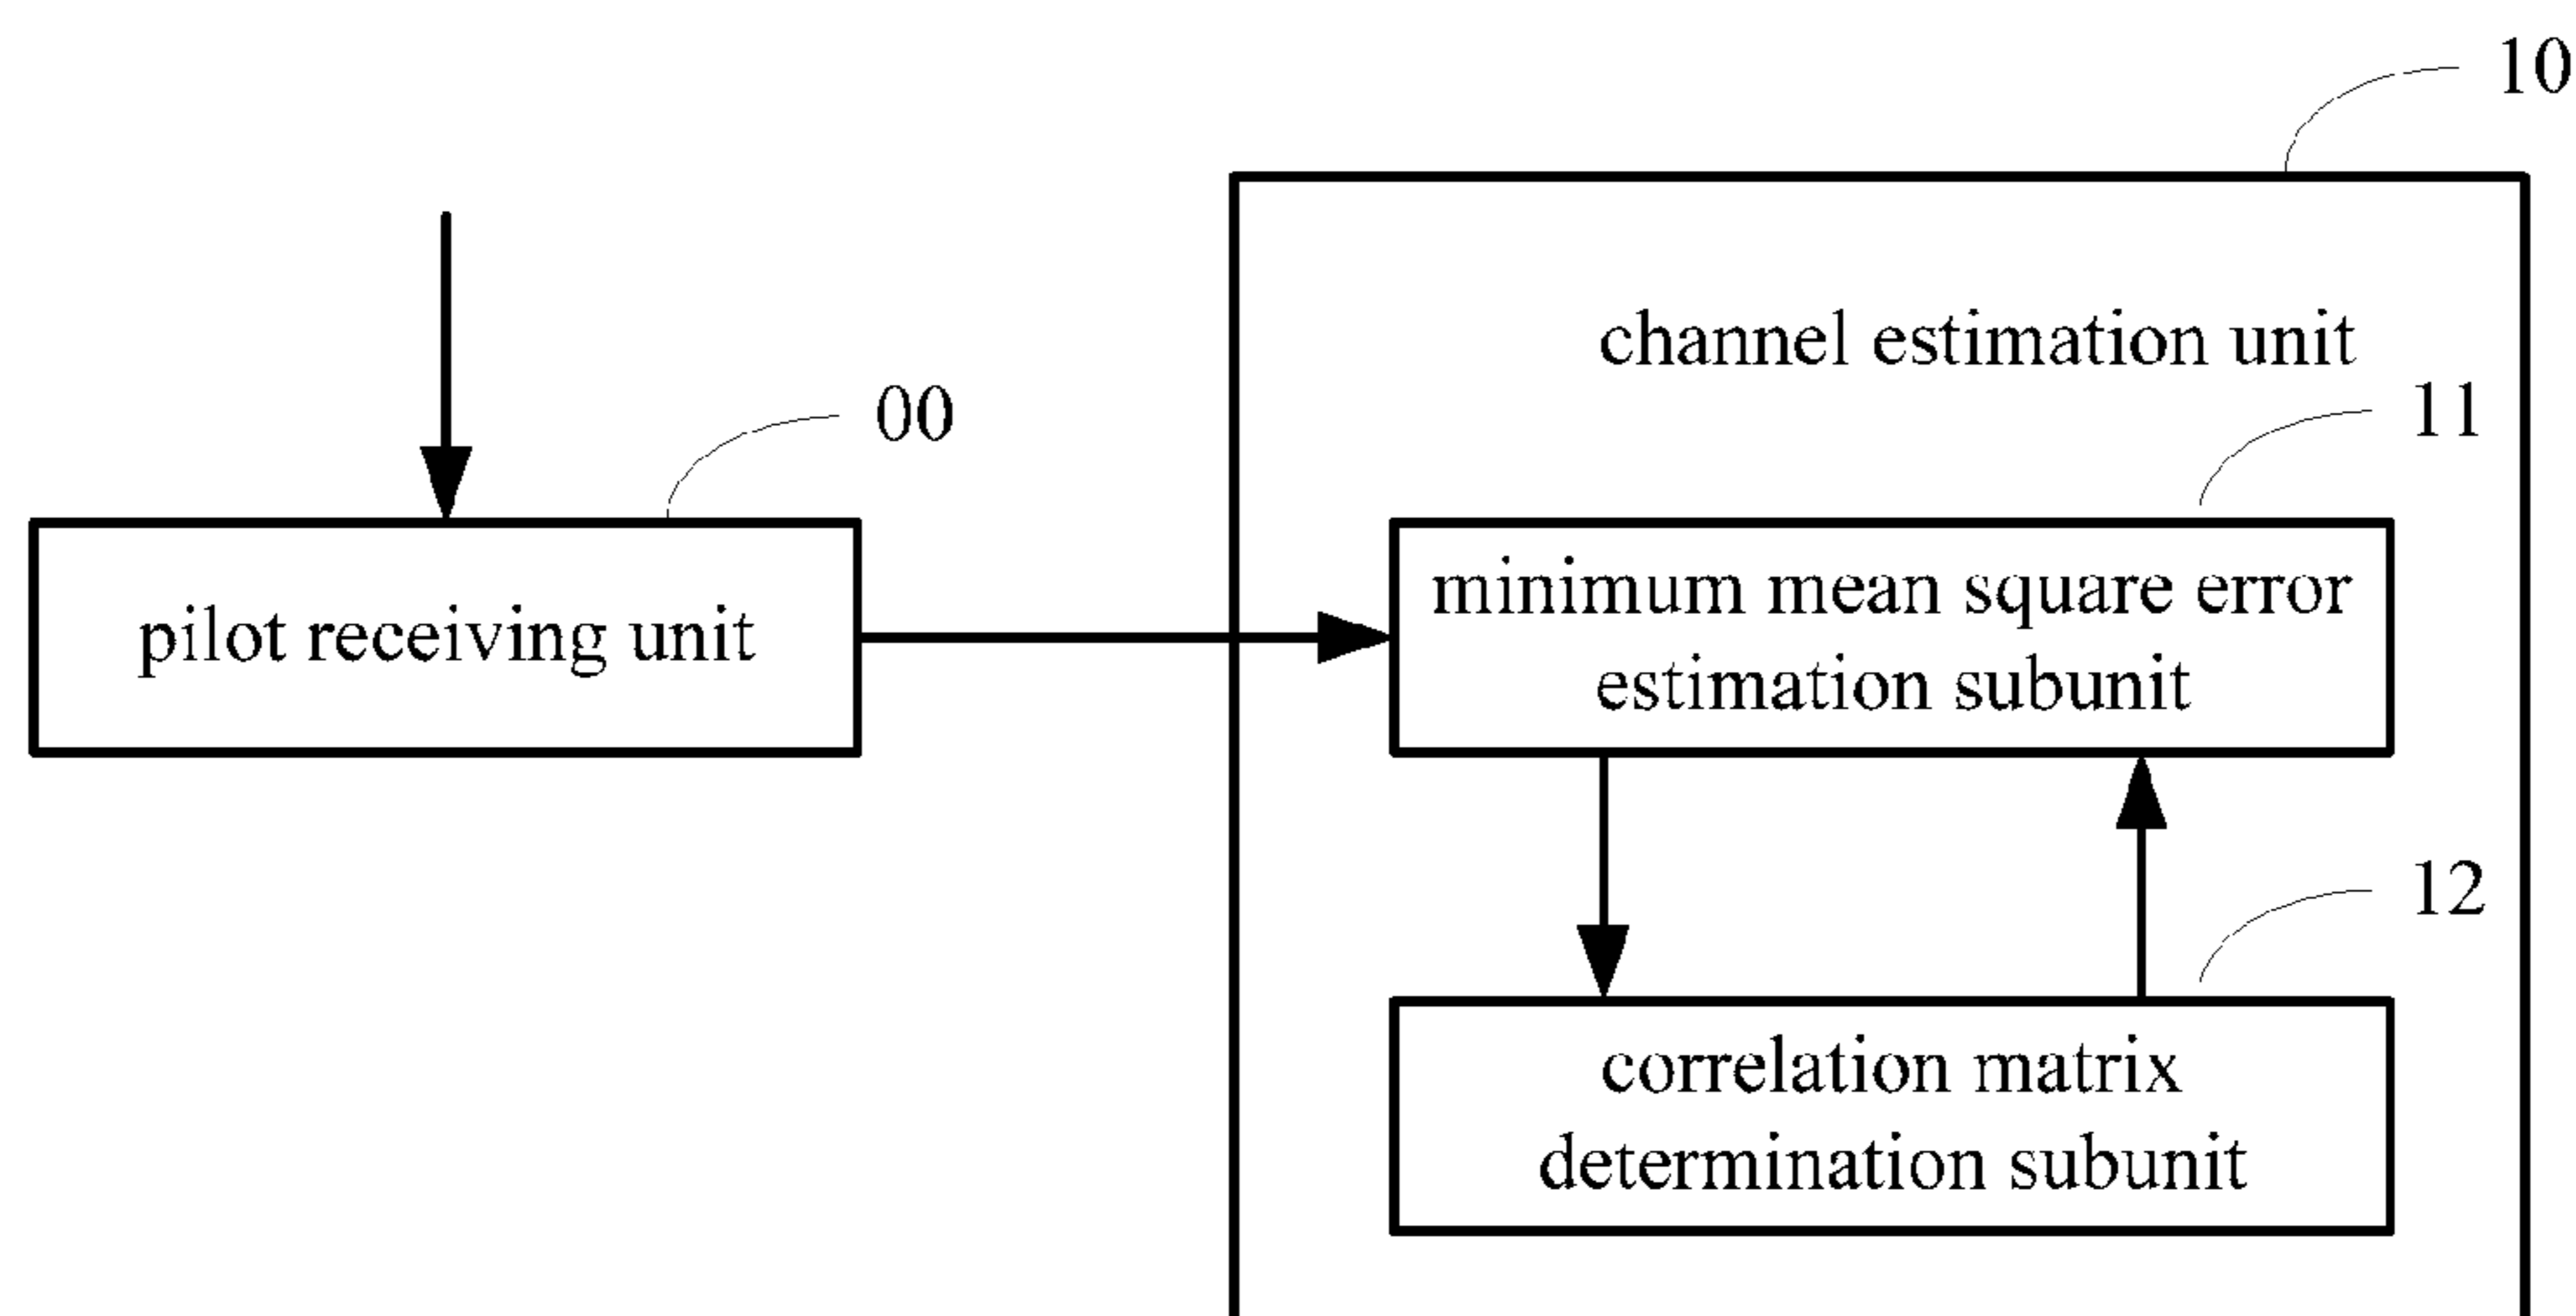 10
channel estimation unit
00
11
pilot receiving unit
minimum mean square error
estimation subunit
12
correlation matrix
determination subunit